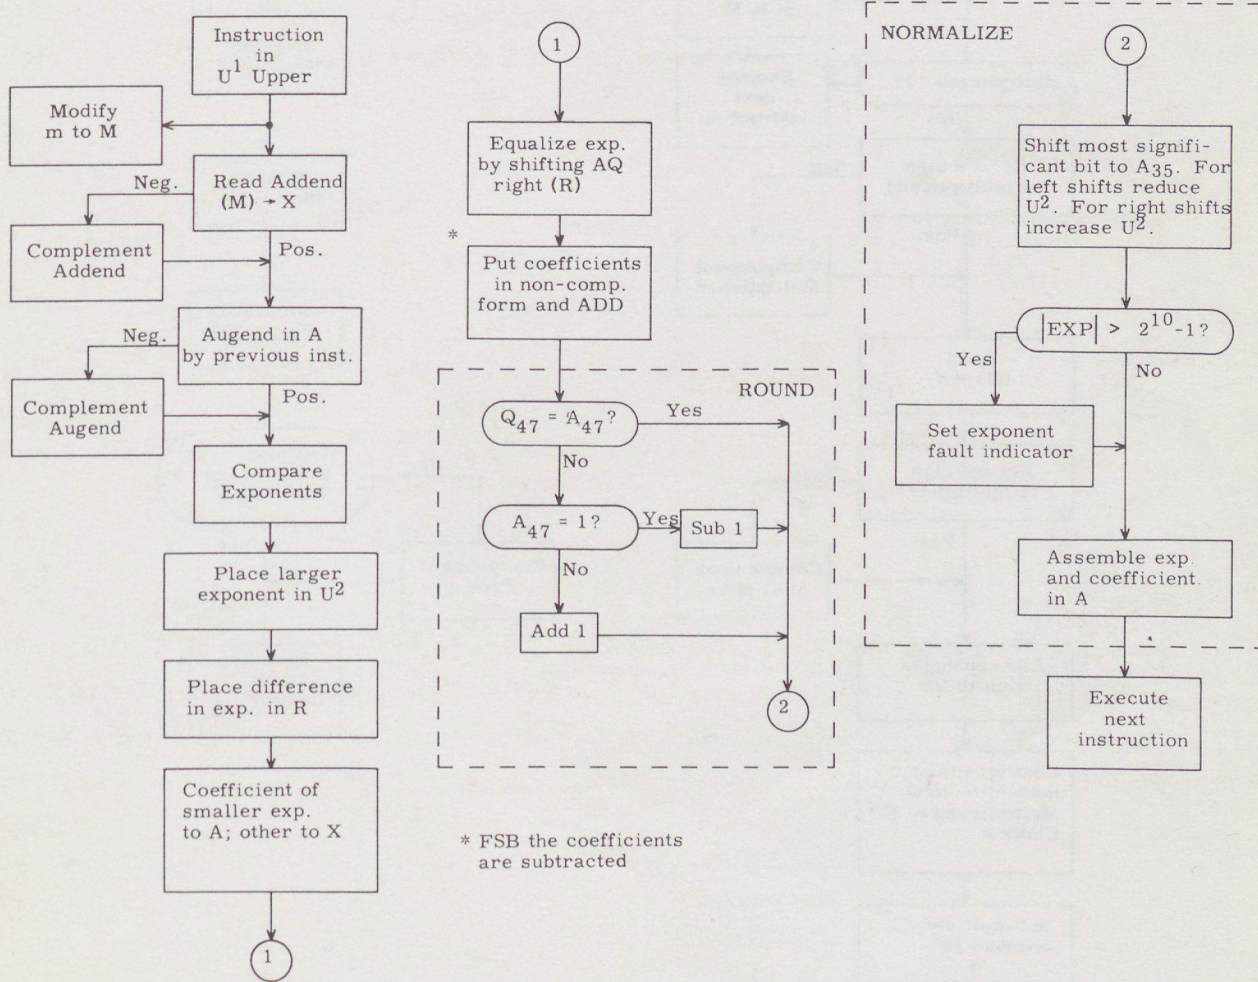 Instruction
in
U¹ Upper
Modify
m to M
Neg.
Read Addend
(M) → X
Complement
Addend
Pos.
Neg.
Augend in A
by previous inst.
Complement
Augend
Pos.
Compare
Exponents
Place larger
exponent in U²
Place difference
in exp. in R
Coefficient of
smaller exp.
to A; other to X
1
1
Equalize exp.
by shifting AQ
right (R)
*
Put coefficients
in non-comp.
form and ADD
ROUND
Q₄₇ = A₄₇?
Yes
No
A₄₇ = 1?
Yes
Sub 1
No
Add 1
2
* FSB the coefficients
are subtracted
NORMALIZE
2
Shift most signifi-
cant bit to A₃₅. For
left shifts reduce
U². For right shifts
increase U².
|EXP| > 2¹⁰-1?
Yes
No
Set exponent
fault indicator
Assemble exp.
and coefficient
in A
Execute
next
instruction